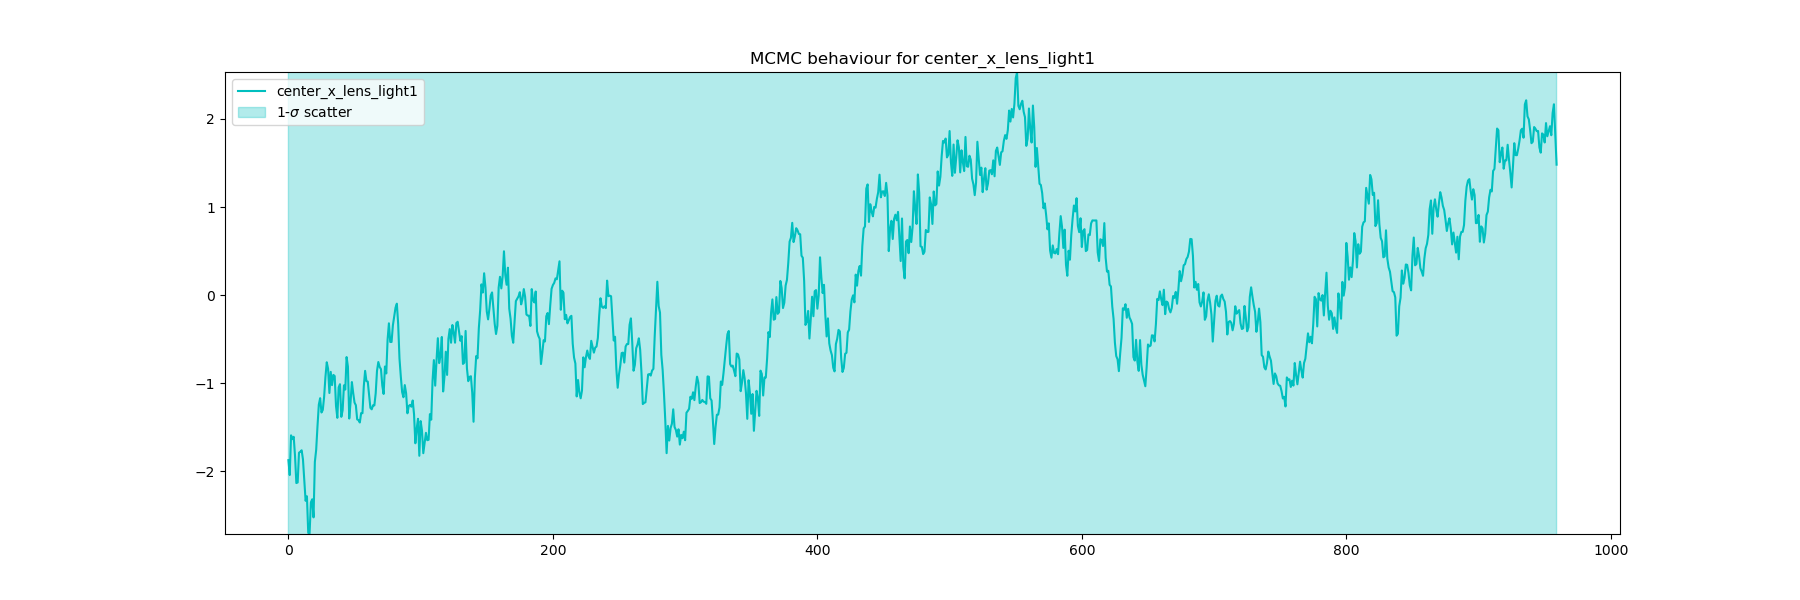 MCMC behaviour for center_x_lens_light1
center_x_lens_light1
1-σ scatter
2
1
0
−1
−2
0 200 400 600 800 1000